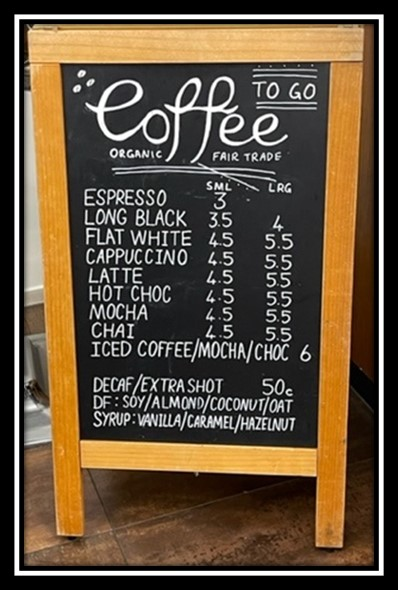 Coffee
TO GO
ORGANIC FAIR TRADE
SML LRG
ESPRESSO 3
LONG BLACK 3.5 4
FLAT WHITE 4.5 5.5
CAPPUCCINO 4.5 5.5
LATTE 4.5 5.5
HOT CHOC 4.5 5.5
MOCHA 4.5 5.5
CHAI 4.5 5.5
ICED COFFEE/MOCHA/CHOC 6
DECAF/EXTRA SHOT 50c
DF: SOY/ALMOND/COCONUT/OAT
SYRUP: VANILLA/CARAMEL/HAZELNUT